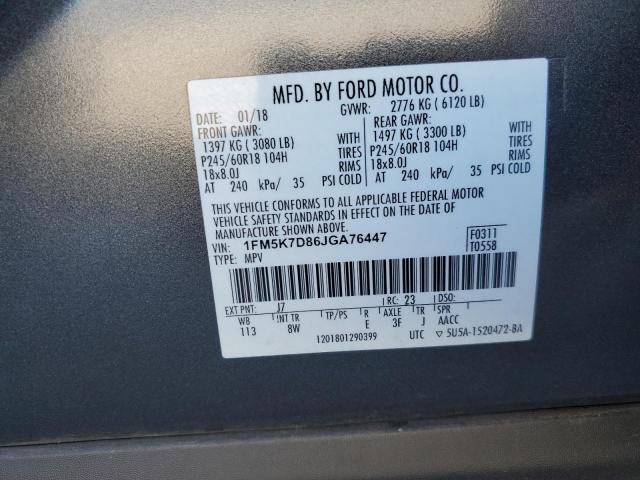 MFD. BY FORD MOTOR CO.
DATE: 01/18 GVWR: 2776 KG ( 6120 LB)
FRONT GAWR: REAR GAWR:
1397 KG ( 3080 LB) WITH 1497 KG ( 3300 LB) WITH
P245/60R18 104H TIRES P245/60R18 104H TIRES
18x8.0J RIMS 18x8.0J RIMS
AT 240 kPa/ 35 PSI COLD AT 240 kPa/ 35 PSI COLD
THIS VEHICLE CONFORMS TO ALL APPLICABLE FEDERAL MOTOR
VEHICLE SAFETY STANDARDS IN EFFECT ON THE DATE OF
MANUFACTURE SHOWN ABOVE.
VIN: 1FM5K7D86JGA76447 F0311
TYPE: MPV T0558
EXT PNT: J7 RC: 23 DSO:
WB INT TR TP/PS R AXLE TR SPR
113 8W E 3F J AACC
1201801290399 UTC ▽ 5U5A-1520472-BA